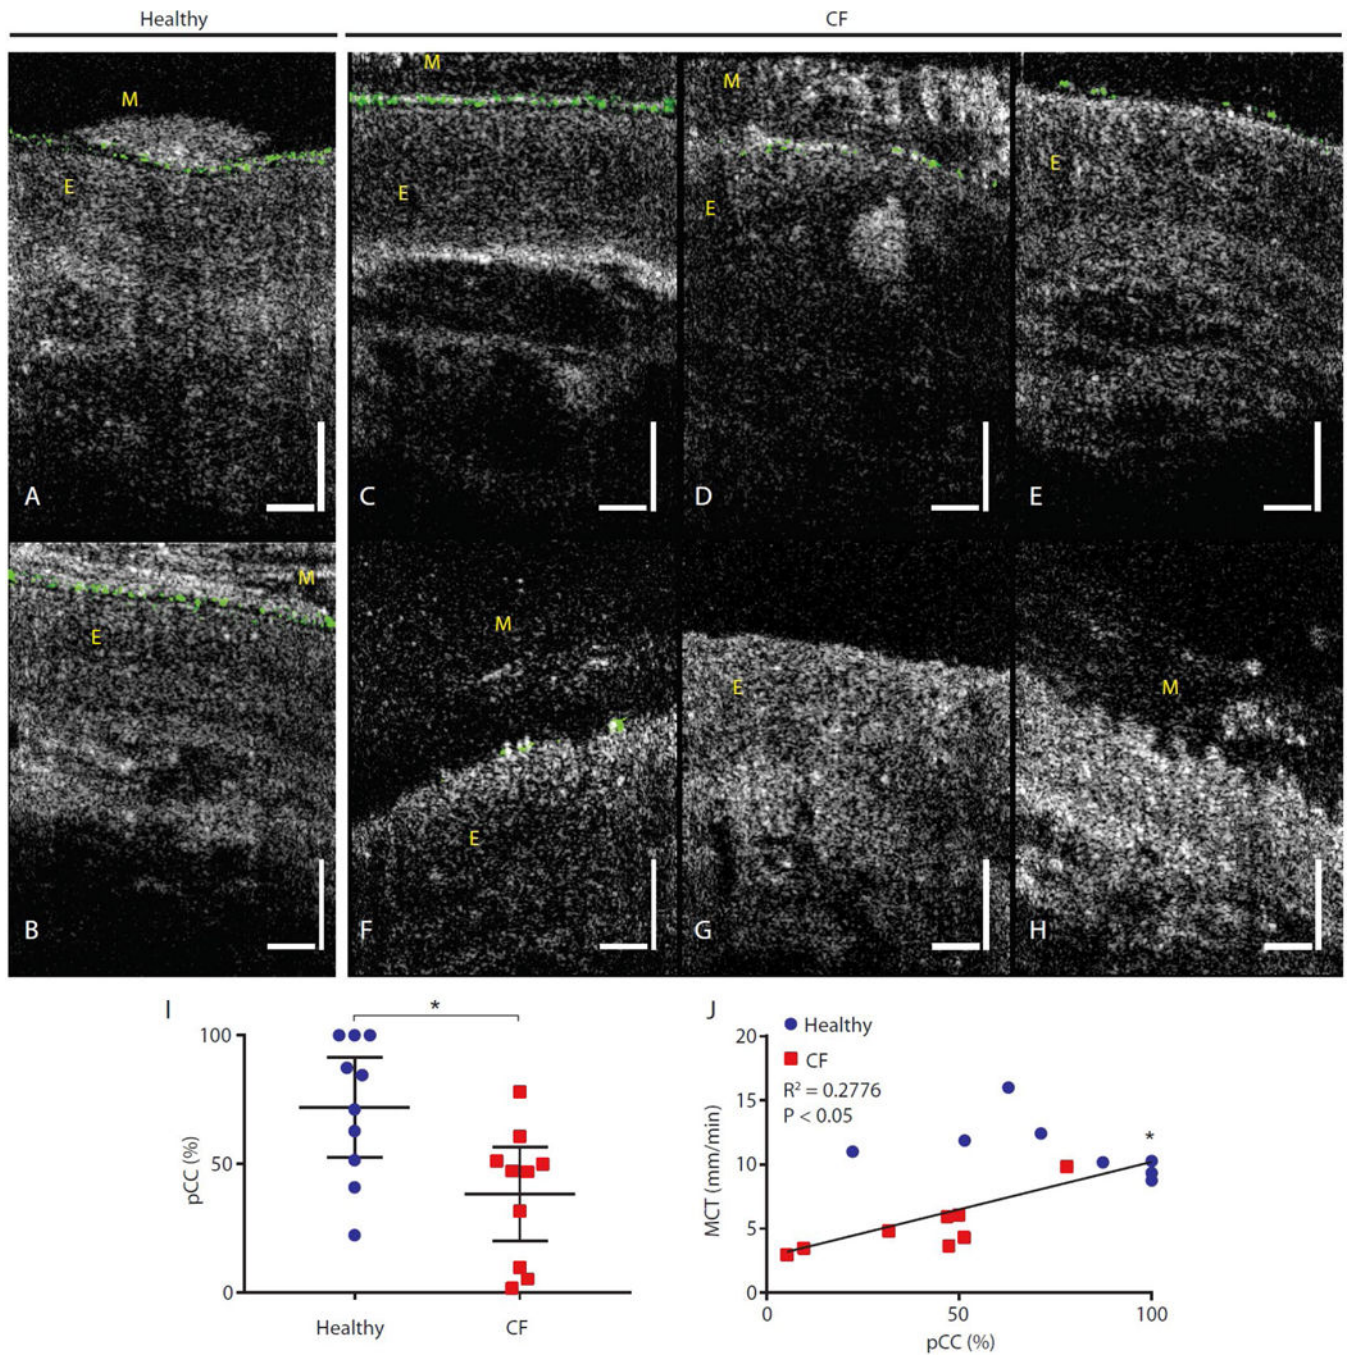 Healthy CF
M M M
E E E E
A C D E
M M M
E E E
B F G H
I * J
Healthy
CF
R² = 0.2776
P < 0.05
*
100
50
0
pCC (%)
Healthy CF
20
15
10
5
0
MCT (mm/min)
0 50 100
pCC (%)